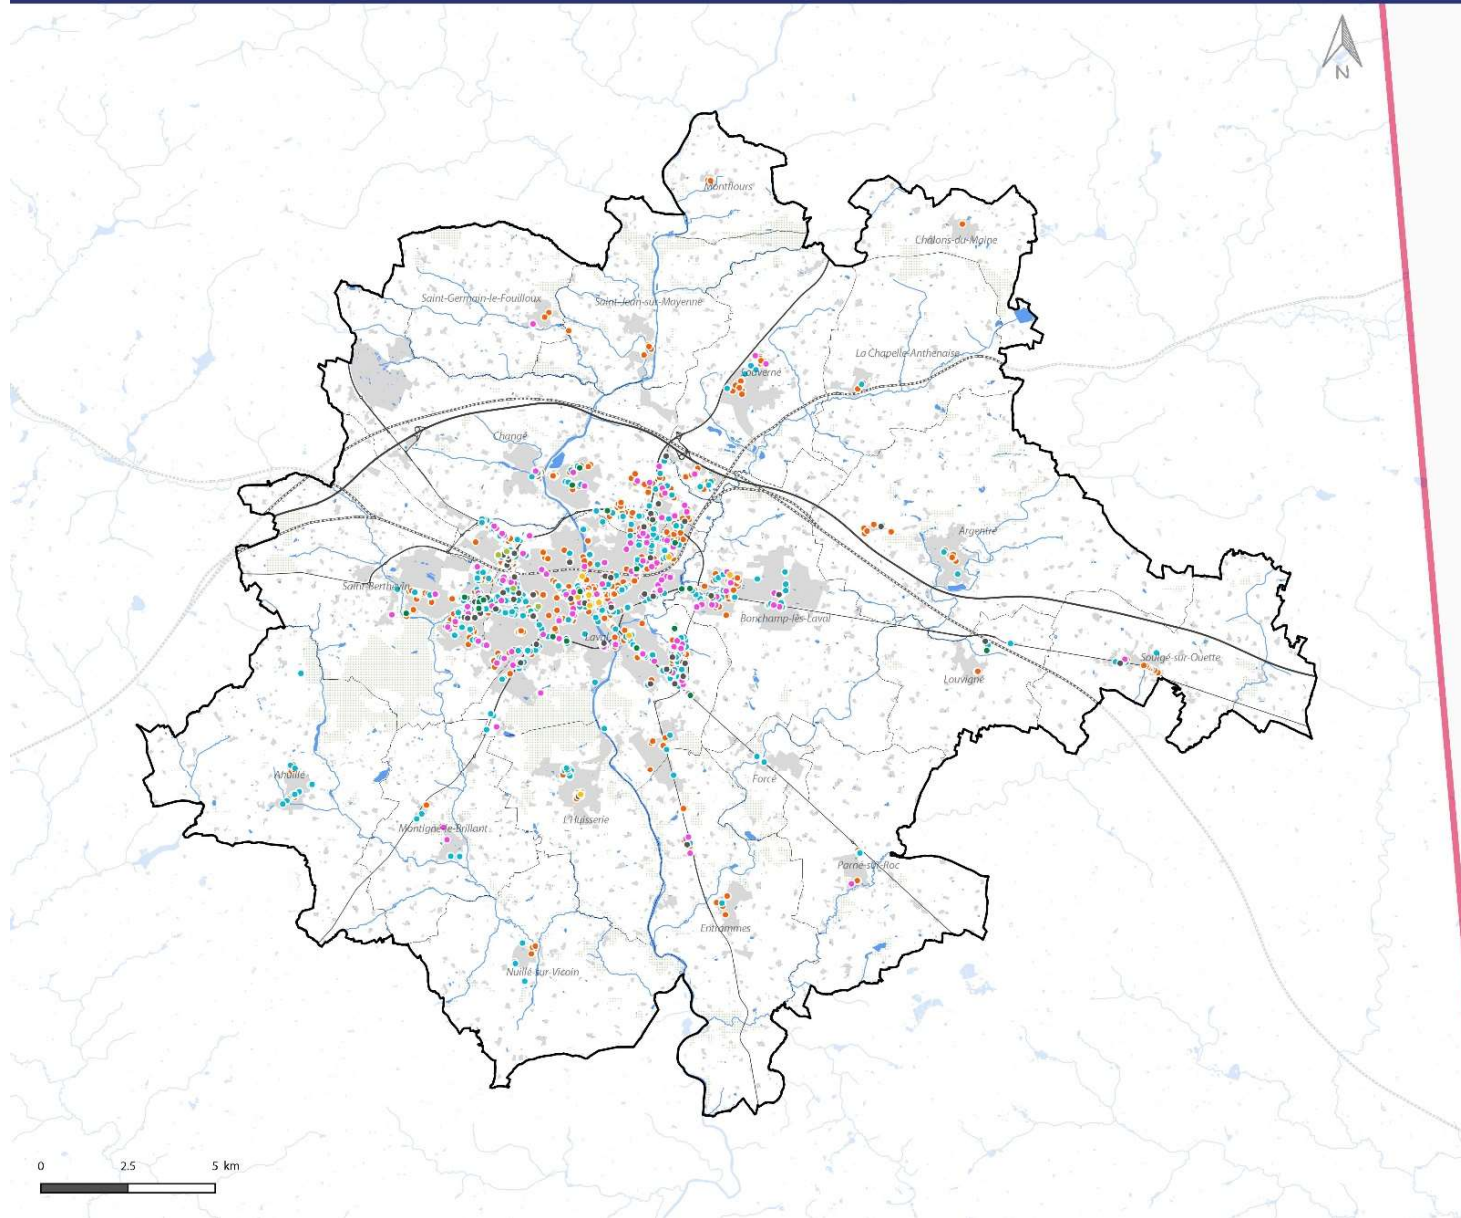 N
Montflours
Châlons-du-Maine
Saint-Germain-le-Fouilloux
Saint-Jean-sur-Mayenne
La Chapelle-Anthenaise
Louverné
Changé
Argentré
Saint-Berthevin
Bonchamp-lès-Laval
Laval
Soulgé-sur-Ouette
Louvigné
Ahuillé
Forcé
L'Huisserie
Montigné-le-Brillant
Parné-sur-Roc
Entrammes
Nuillé-sur-Vicoin
0 2.5 5 km